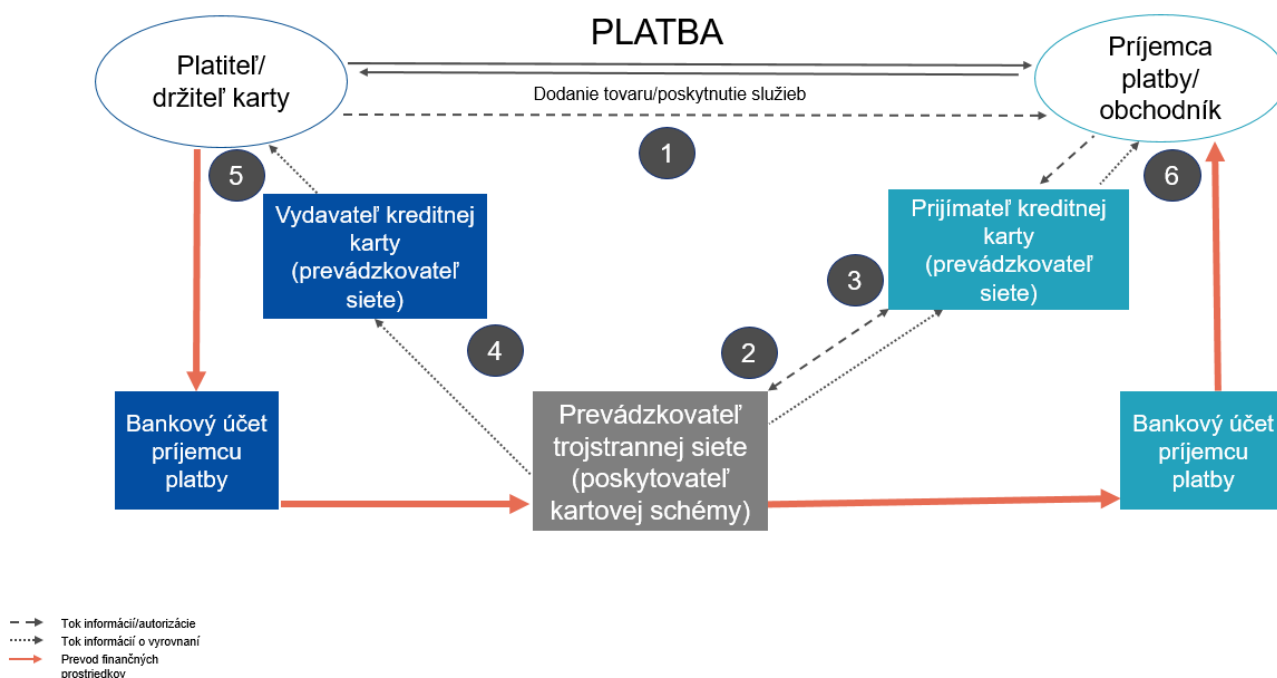 PLATBA
Platiteľ/
držiteľ karty
Príjemca
platby/
obchodník
Dodanie tovaru/poskytnutie služieb
1
5
6
Vydavateľ kreditnej
karty
(prevádzkovateľ
siete)
Prijímateľ kreditnej
karty
(prevádzkovateľ
siete)
3
4
2
Bankový účet
príjemcu
platby
Prevádzkovateľ
trojstrannej siete
(poskytovateľ
kartovej schémy)
Bankový účet
príjemcu
platby
Tok informácií/autorizácie
Tok informácií o vyrovnaní
Prevod finančných
prostriedkov